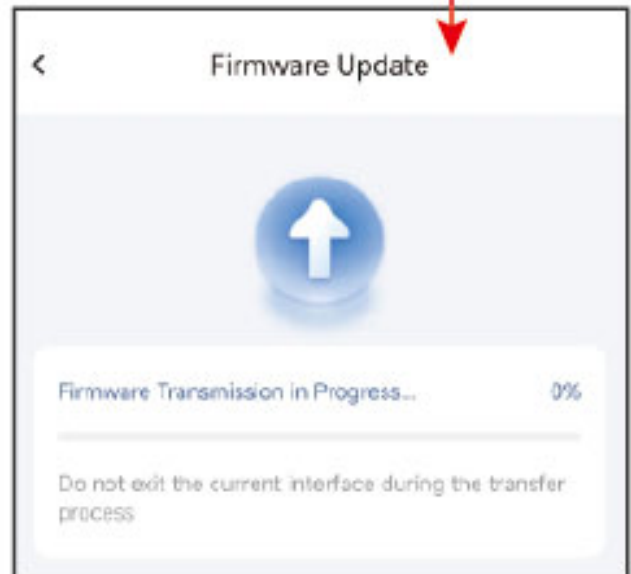 Firmware Update
Firmware Transmission in Progress...
0%
Do not exit the current interface during the transfer
process